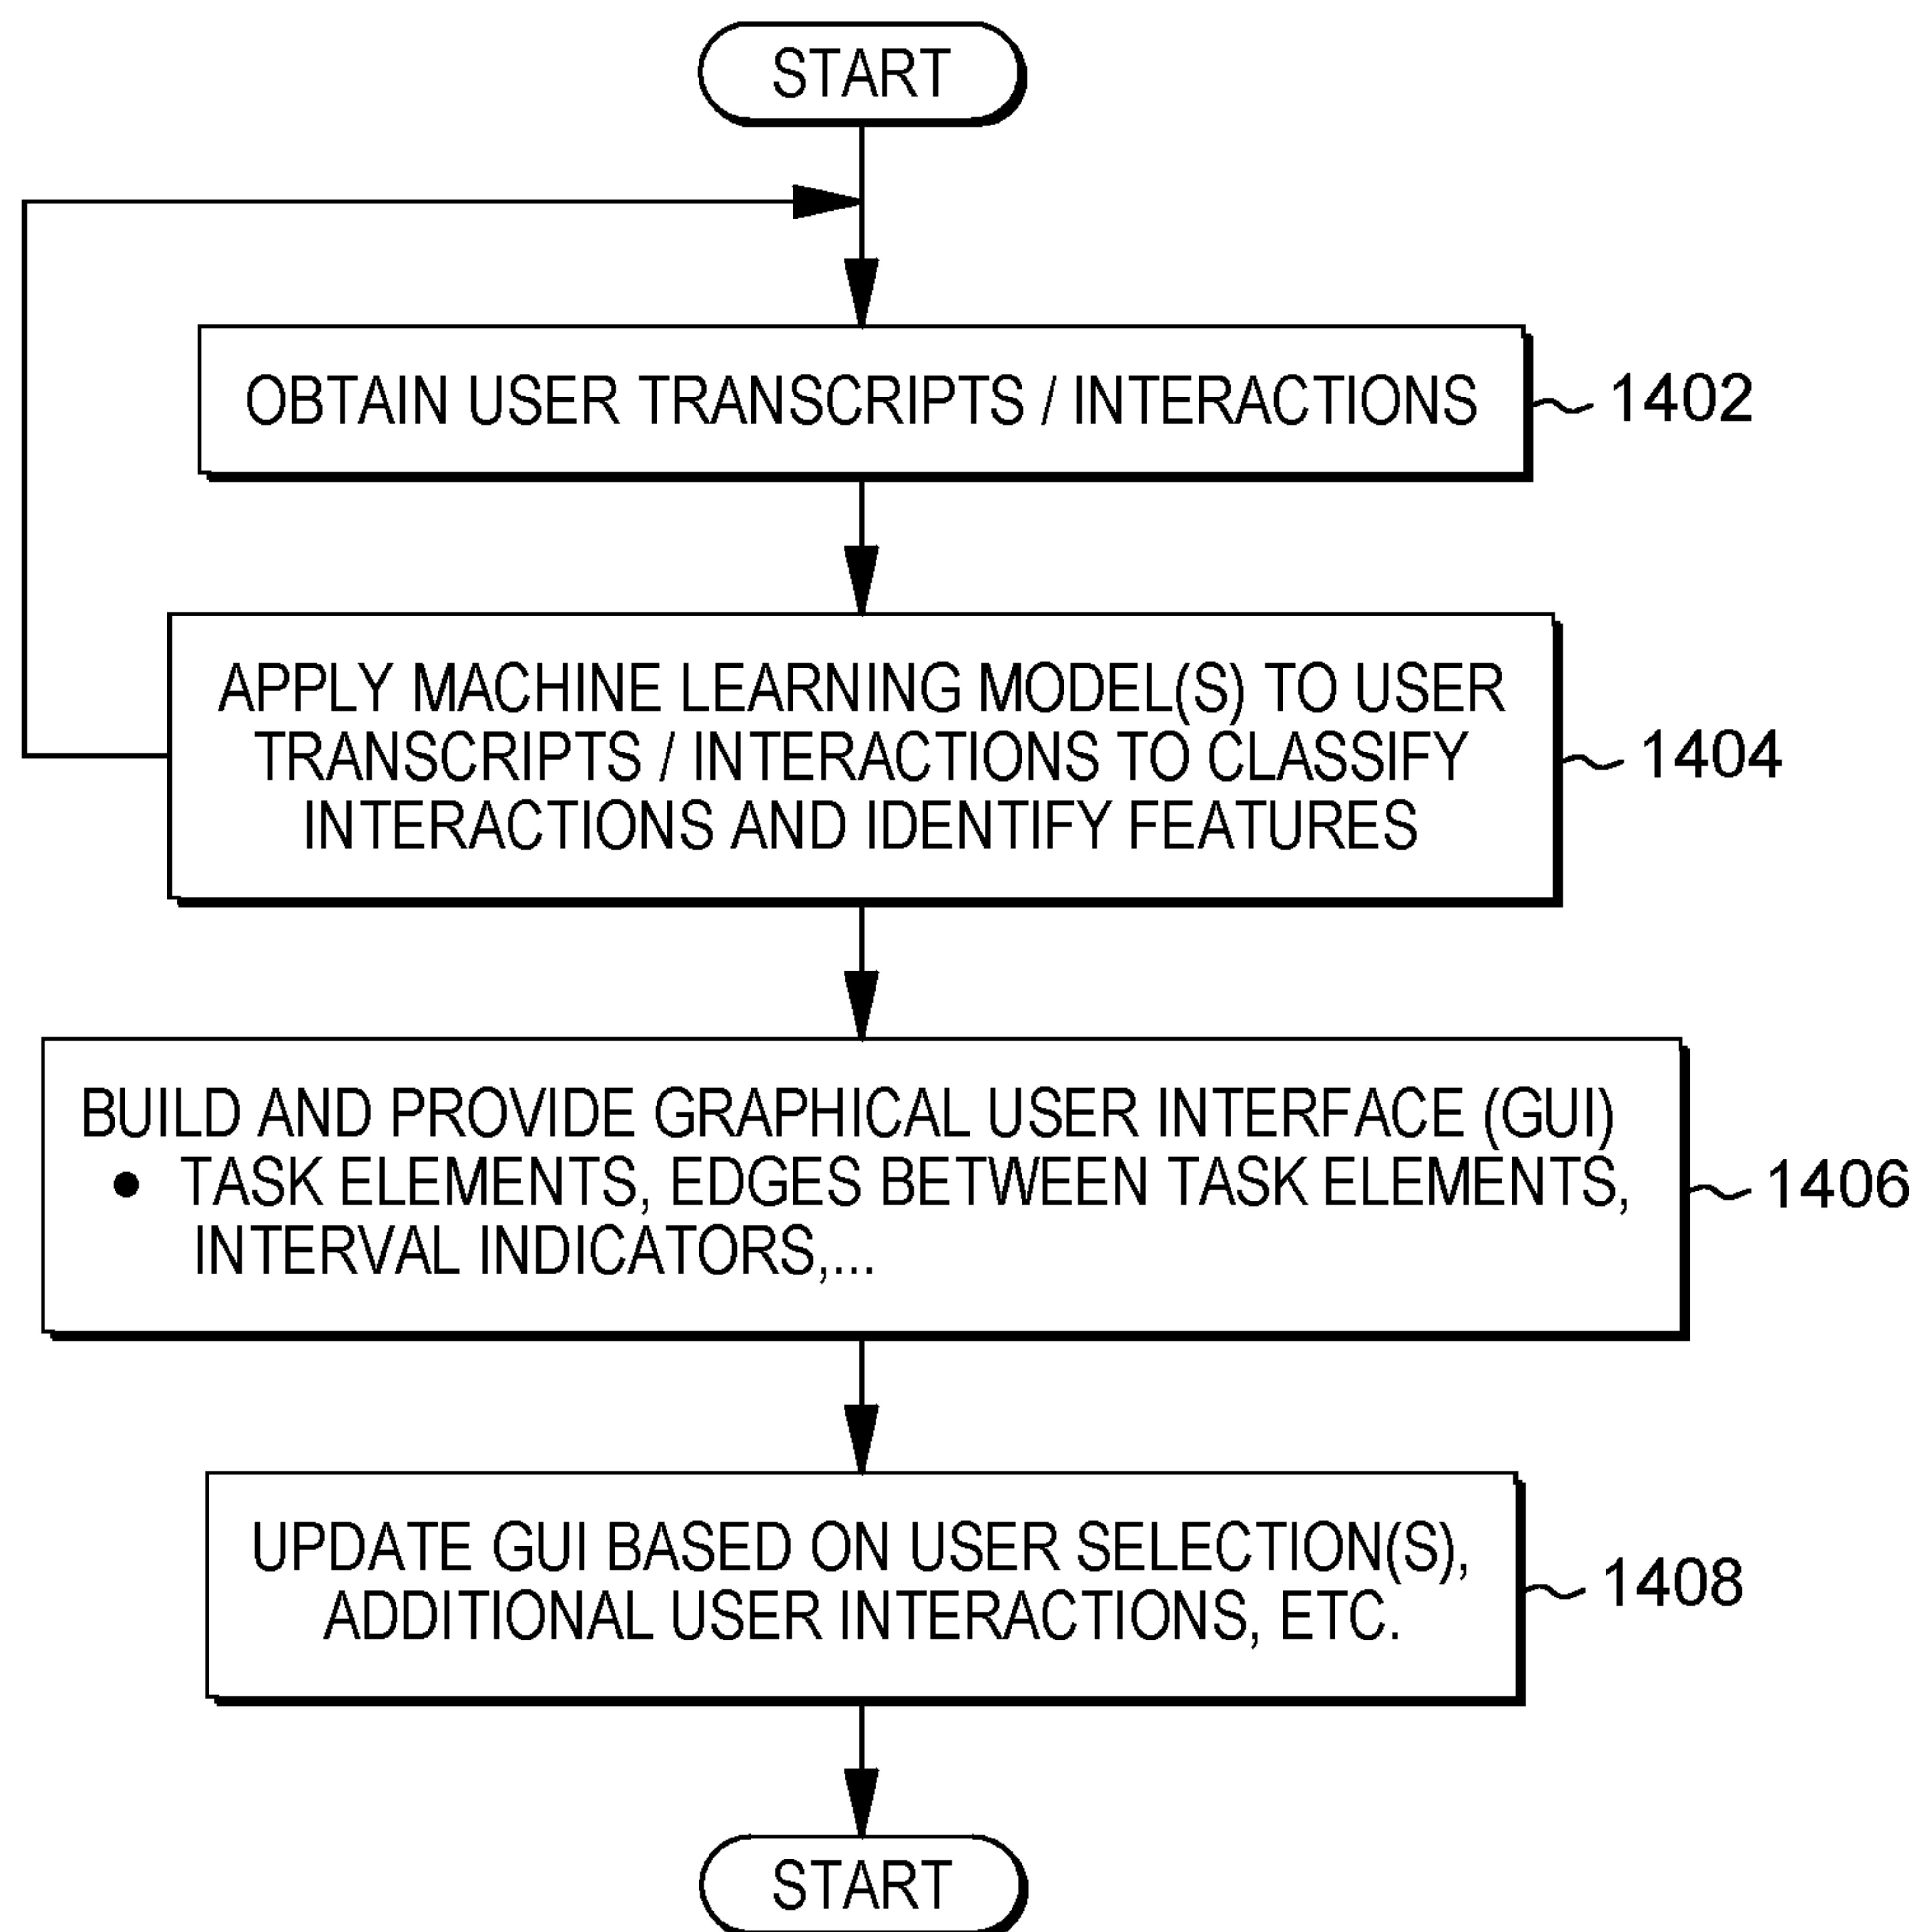 START
OBTAIN USER TRANSCRIPTS / INTERACTIONS
1402
APPLY MACHINE LEARNING MODEL(S) TO USER
TRANSCRIPTS / INTERACTIONS TO CLASSIFY
INTERACTIONS AND IDENTIFY FEATURES
1404
BUILD AND PROVIDE GRAPHICAL USER INTERFACE (GUI)
• TASK ELEMENTS, EDGES BETWEEN TASK ELEMENTS,
INTERVAL INDICATORS,...
1406
UPDATE GUI BASED ON USER SELECTION(S),
ADDITIONAL USER INTERACTIONS, ETC.
1408
START